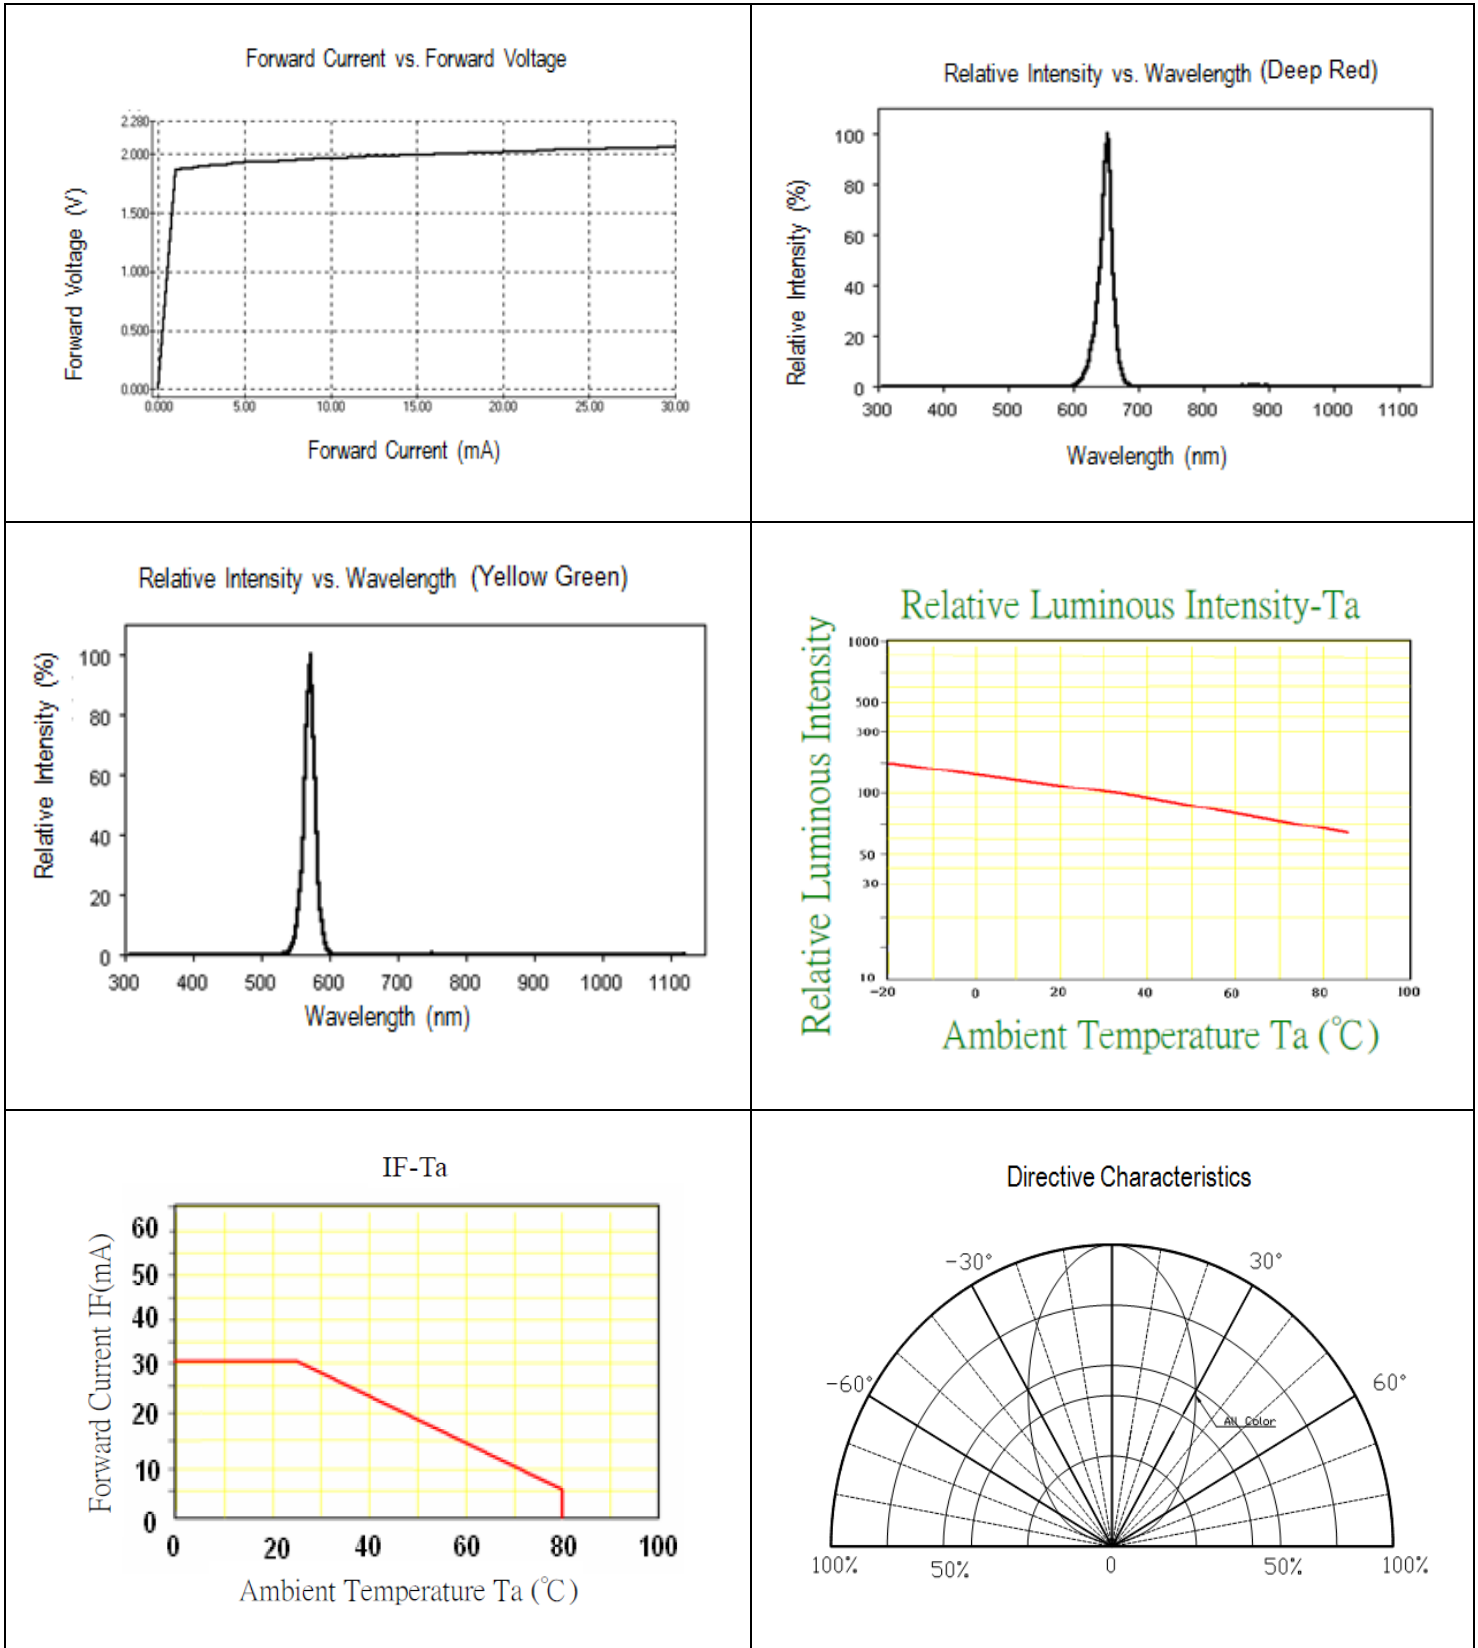 Forward Current vs. Forward Voltage
Forward Voltage (V)
2.280
2.000
1.500
1.000
0.500
0.000
0.000 5.00 10.00 15.00 20.00 25.00 30.00
Forward Current (mA)
Relative Intensity vs. Wavelength (Deep Red)
Relative Intensity (%)
100
80
60
40
20
0
300 400 500 600 700 800 900 1000 1100
Wavelength (nm)
Relative Intensity vs. Wavelength (Yellow Green)
Relative Intensity (%)
100
80
60
40
20
0
300 400 500 600 700 800 900 1000 1100
Wavelength (nm)
Relative Luminous Intensity-Ta
Relative Luminous Intensity
1000
500
300
100
50
30
10
-20 0 20 40 60 80 100
Ambient Temperature Ta (℃)
IF-Ta
Forward Current IF(mA)
60
50
40
30
20
10
0
0 20 40 60 80 100
Ambient Temperature Ta (℃)
Directive Characteristics
-30° 30°
-60° 60°
All Color
100% 50% 0 50% 100%